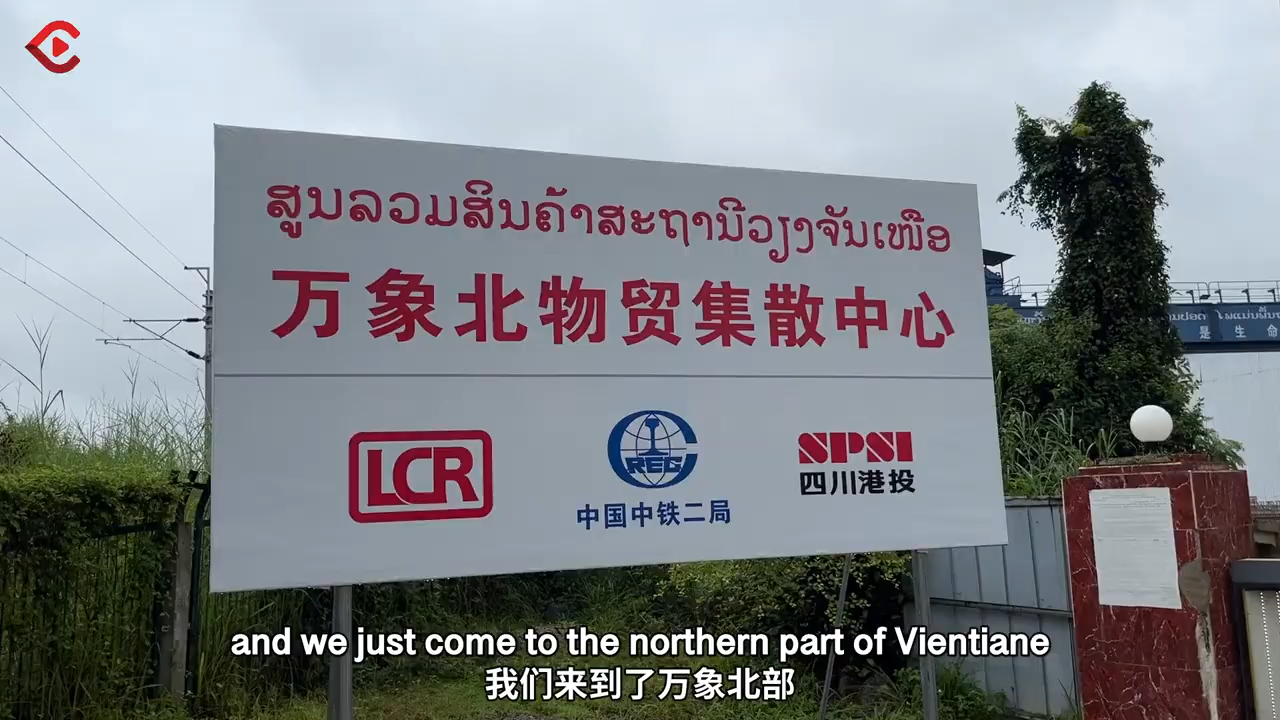 ສູນລວມສິນຄ້າສະຖານີວຽງຈັນເໜືອ
万象北物贸集散中心
LCR
CREC
中国中铁二局
SPSI
四川港投
是生命
and we just come to the northern part of Vientiane
我们来到了万象北部